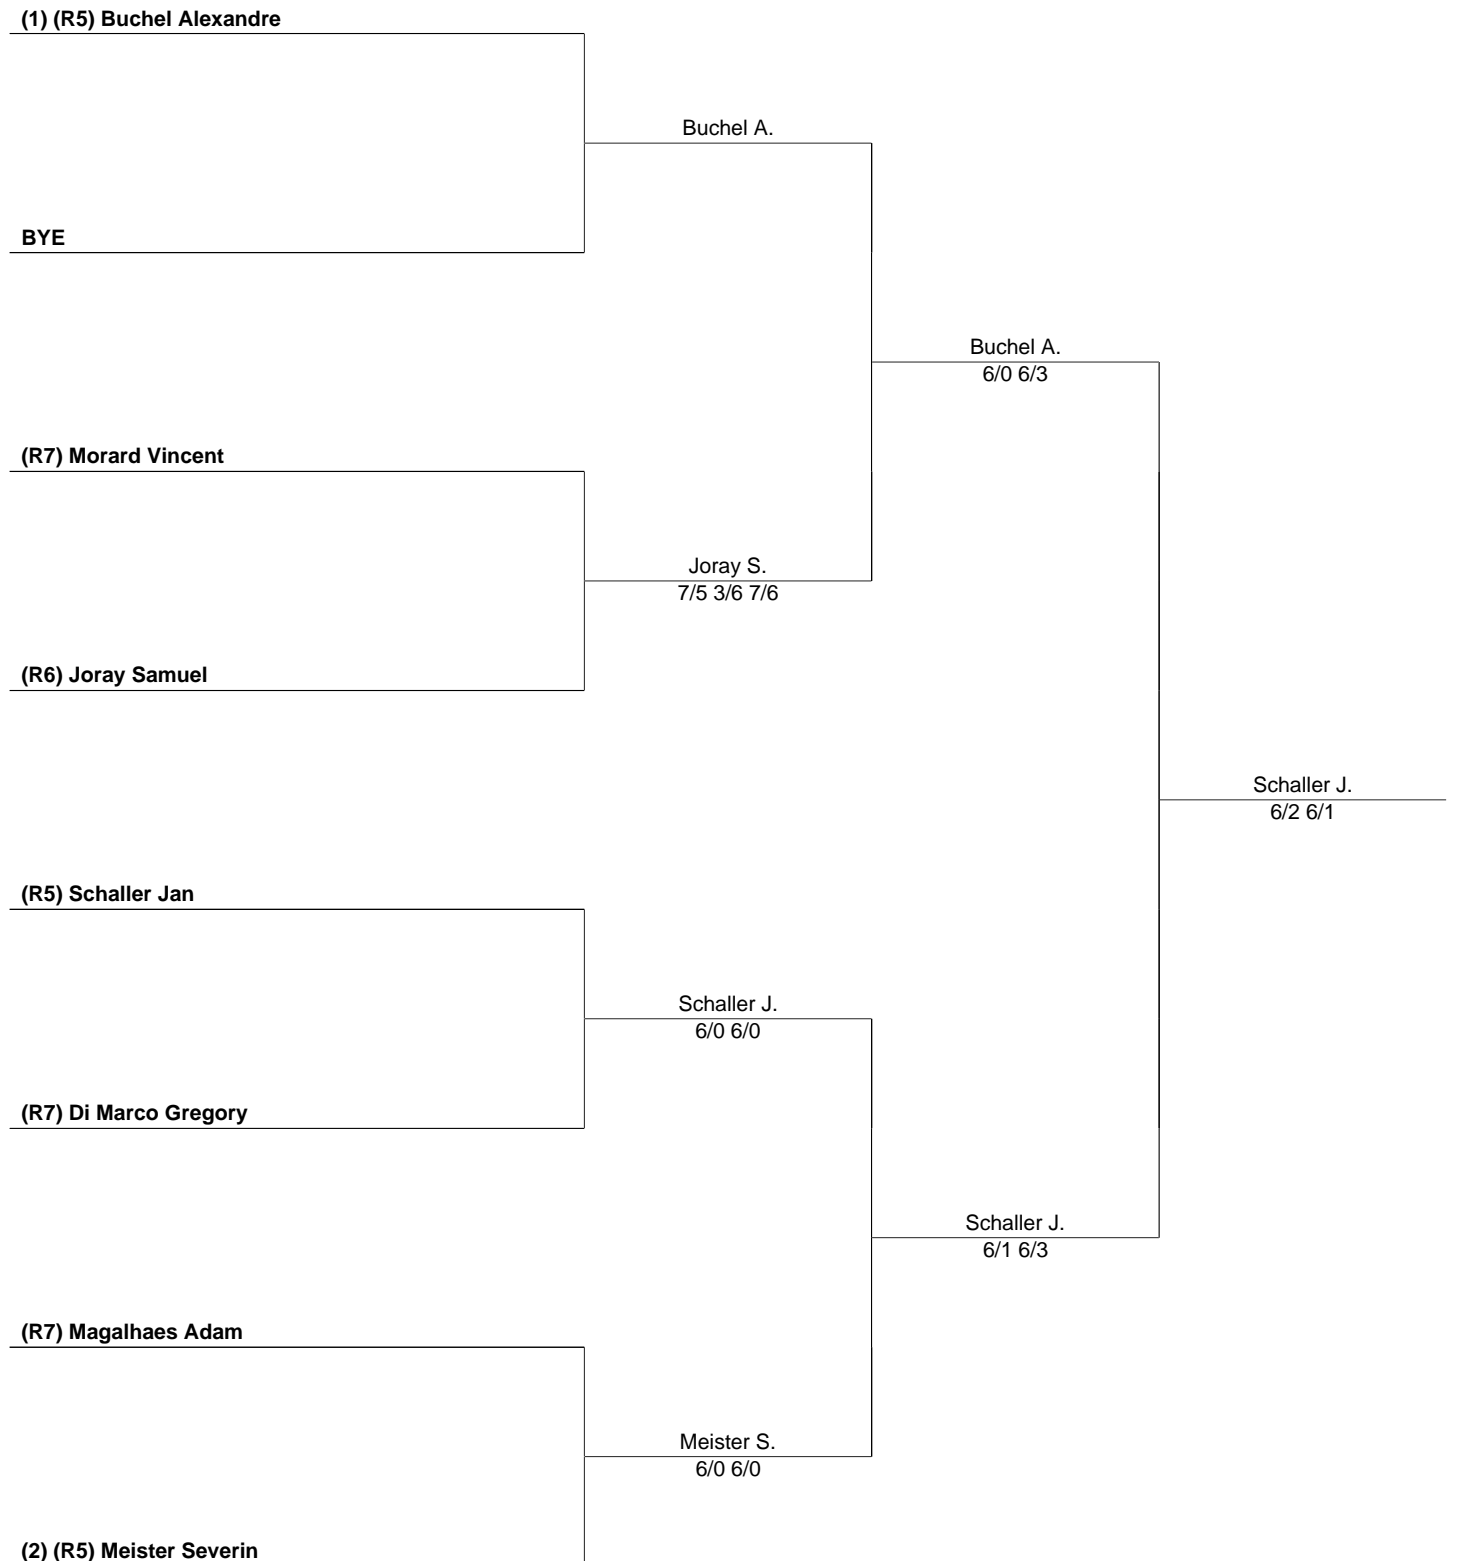 (1) (R5) Buchel Alexandre
Buchel A.
BYE
Buchel A.
6/0 6/3
(R7) Morard Vincent
Joray S.
7/5 3/6 7/6
(R6) Joray Samuel
Schaller J.
6/2 6/1
(R5) Schaller Jan
Schaller J.
6/0 6/0
(R7) Di Marco Gregory
Schaller J.
6/1 6/3
(R7) Magalhaes Adam
Meister S.
6/0 6/0
(2) (R5) Meister Severin